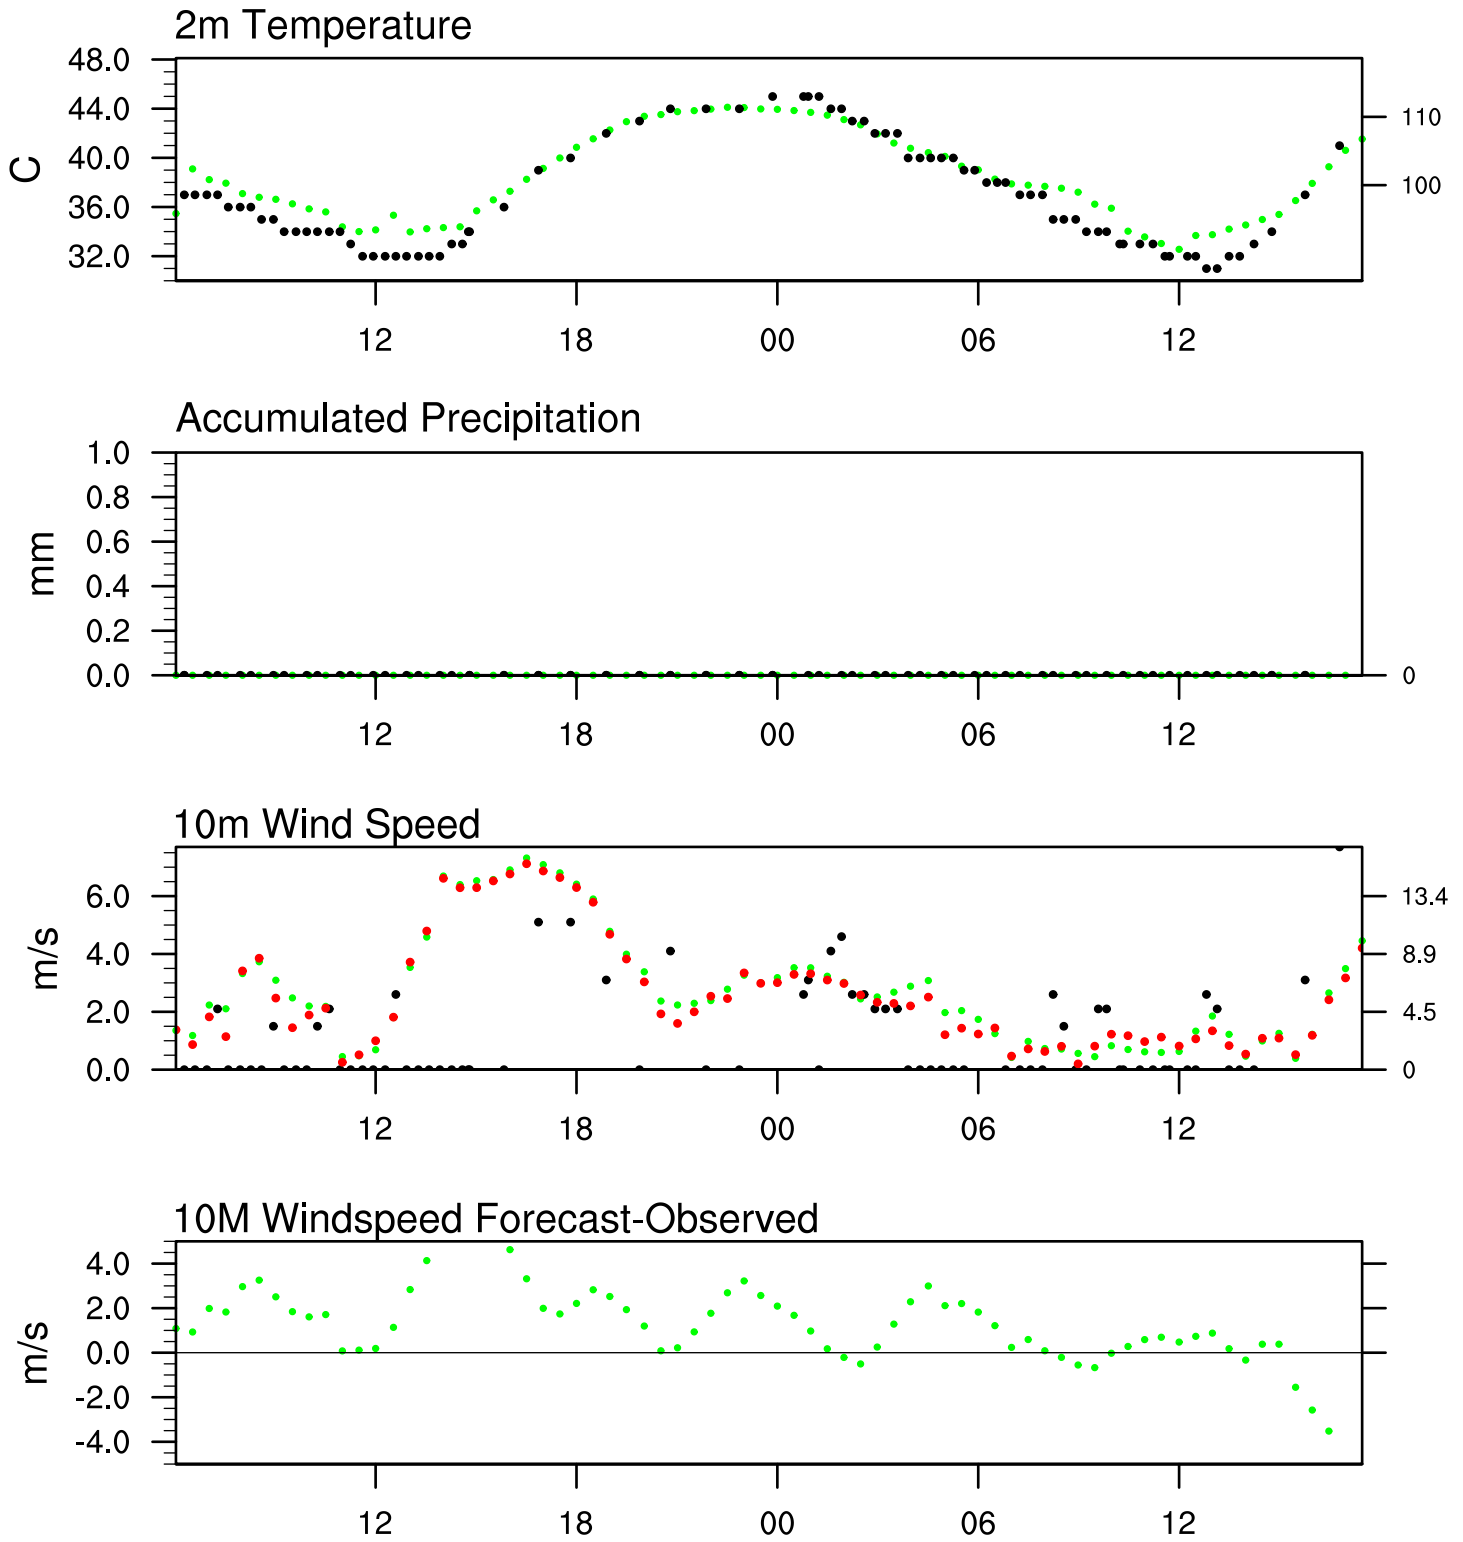 2m Temperature
48.0
44.0
40.0
36.0
32.0
C
110
100
12 18 00 06 12
Accumulated Precipitation
1.0
0.8
0.6
0.4
0.2
0.0
mm
0
12 18 00 06 12
10m Wind Speed
6.0
4.0
2.0
0.0
m/s
13.4
8.9
4.5
0
12 18 00 06 12
10M Windspeed Forecast-Observed
4.0
2.0
0.0
-2.0
-4.0
m/s
12 18 00 06 12